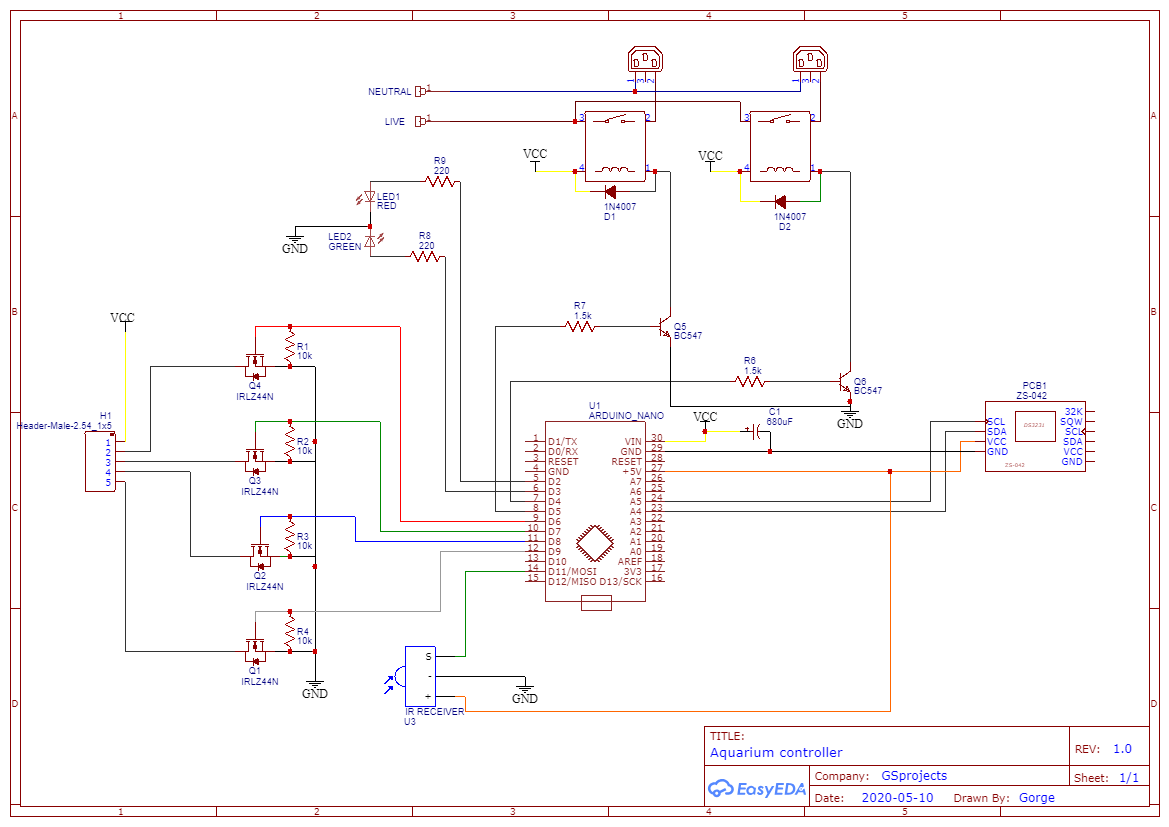 1 2 3 4 5
A
B
C
D
A
B
C
D
NEUTRAL 1
LIVE 1
D D D
1 3 2
D D D
1 3 2
3 2
4 1
VCC
1N4007
D1
3 2
4 1
VCC
1N4007
D2
R9
220
LED1
RED
LED2
GREEN
GND
R8
220
R7
1.5k
Q5
BC547
R6
1.5k
Q6
BC547
GND
VCC
H1
Header-Male-2.54_1x5
1
2
3
4
5
R1
10k
Q4
IRLZ44N
R2
10k
Q3
IRLZ44N
R3
10k
Q2
IRLZ44N
R4
10k
Q1
IRLZ44N
GND
U1
ARDUINO_NANO
1 D1/TX VIN 30
2 D0/RX GND 29
3 RESET RESET 28
4 GND +5V 27
5 D2 A7 26
6 D3 A6 25
7 D4 A5 24
8 D5 A4 23
9 D6 A3 22
10 D7 A2 21
11 D8 A1 20
12 D9 A0 19
13 D10 AREF 18
14 D11/MOSI 3V3 17
15 D12/MISO D13/SCK 16
VCC
C1
680uF
+
PCB1
ZS-042
32K
SCL SQW
SDA SCL
VCC SDA
GND VCC
GND
DS3231
ZS-042
S
-
+
IR RECEIVER
U3
GND
TITLE:
Aquarium controller
REV: 1.0
EasyEDA
Company: GSprojects
Sheet: 1/1
Date: 2020-05-10 Drawn By: Gorge
1 2 3 4 5